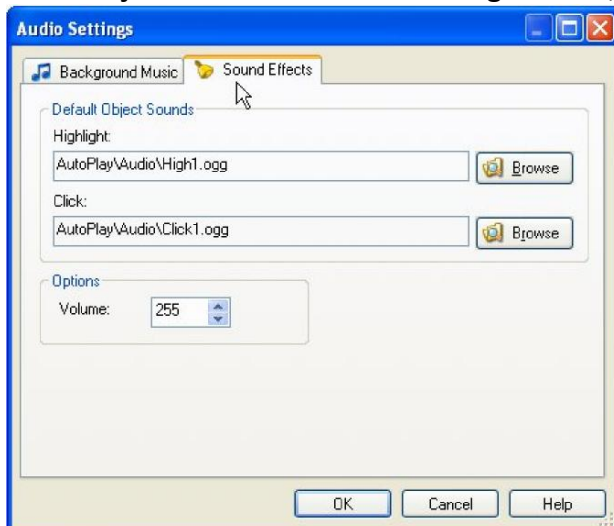 Audio Settings
Background Music Sound Effects
Default Object Sounds
Highlight:
AutoPlay\Audio\High1.ogg Browse
Click:
AutoPlay\Audio\Click1.ogg Browse
Options
Volume: 255
OK Cancel Help